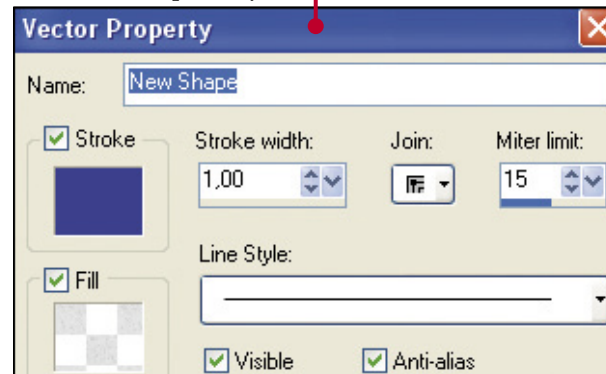 Vector Property
Name: New Shape
Stroke Stroke width: Join: Miter limit:
1,00 15
Line Style:
Fill
Visible Anti-alias